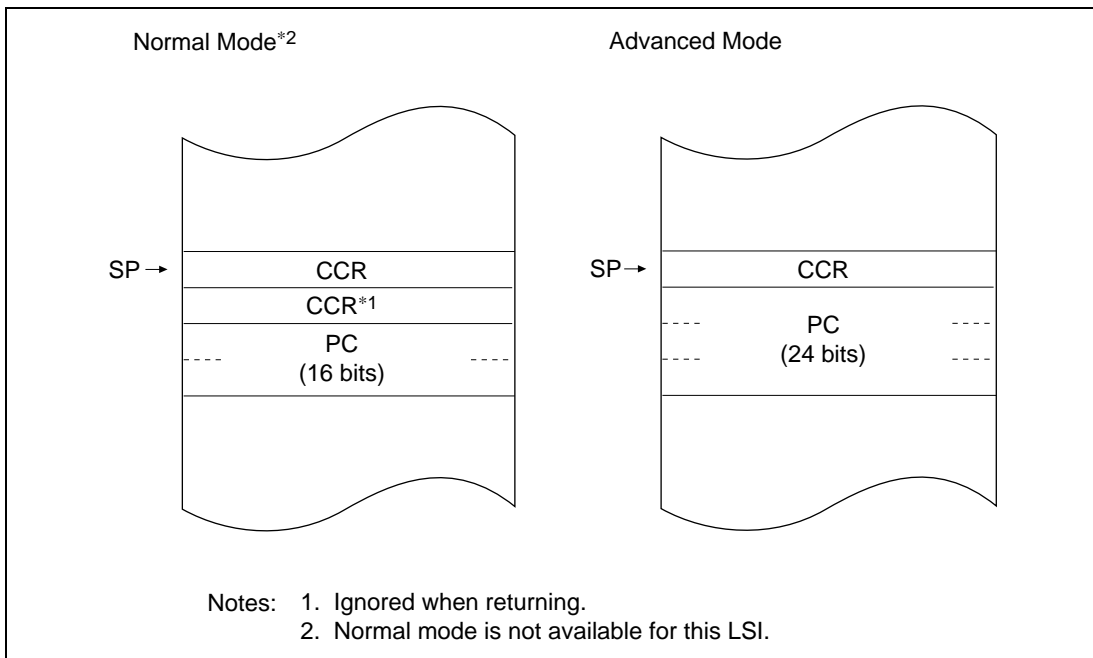 Normal Mode*2
Advanced Mode
SP
CCR
CCR*1
PC
(16 bits)
SP
CCR
PC
(24 bits)
Notes: 1. Ignored when returning.
2. Normal mode is not available for this LSI.